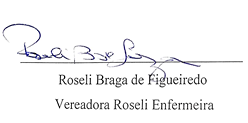 Roseli Braga de Figueiredo
Vereadora Roseli Enfermeira